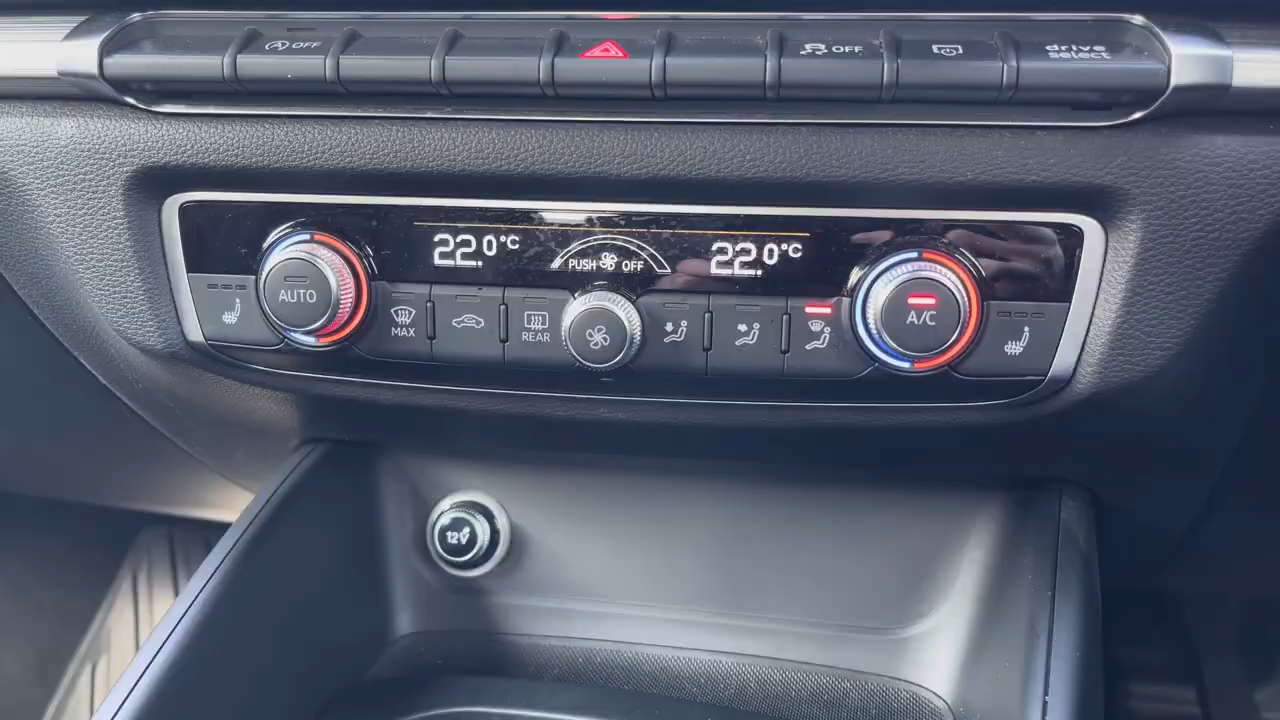 OFF
OFF
drive
select
22.0°C
PUSH OFF
22.0°C
AUTO
MAX
REAR
A/C
12V